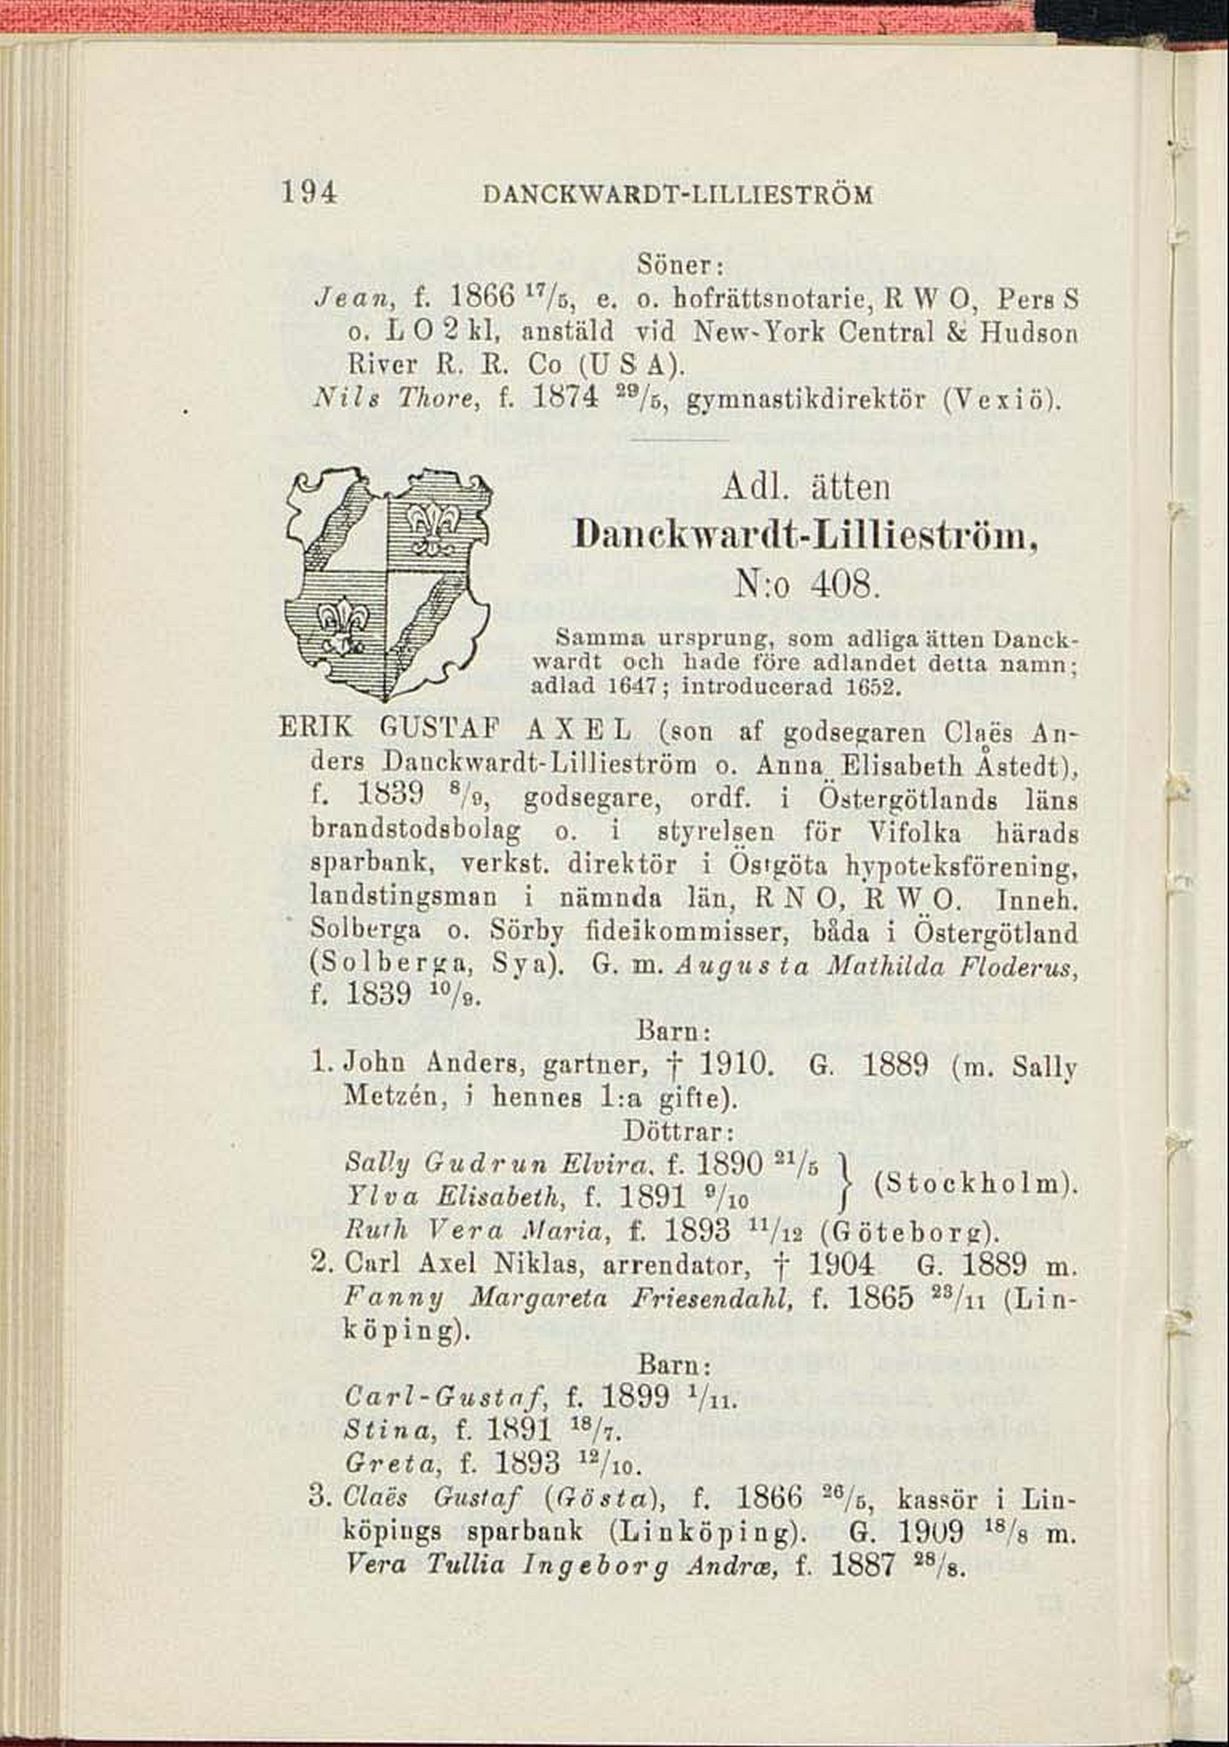 194 DANCKWARDT-LILLIESTRÖM
Söner:
Jean, f. 1866 17/5, e. o. hofrättsnotarie, R W O, Pers S
o. L O 2 kl, anstäld vid New-York Central & Hudson
River R. R. Co (U S A).
Nils Thore, f. 1874 29/5, gymnastikdirektör (Vexiö).
Adl. ätten
Danckwardt-Lillieström,
N:o 408.
Samma ursprung, som adliga ätten Danck-
wardt och hade före adlandet detta namn;
adlad 1647; introducerad 1652.
ERIK GUSTAF AXEL (son af godsegaren Claës An-
ders Danckwardt-Lillieström o. Anna Elisabeth Åstedt),
f. 1839 8/9, godsegare, ordf. i Östergötlands läns
brandstodsbolag o. i styrelsen för Vifolka härads
sparbank, verkst. direktör i Östgöta hypoteksförening,
landstingsman i nämnda län, R N O, R W O. Inneh.
Solberga o. Sörby fideikommisser, båda i Östergötland
(Solberga, Sya). G. m. Augusta Mathilda Floderus,
f. 1839 10/9.
Barn:
1. John Anders, gartner, † 1910. G. 1889 (m. Sally
Metzén, i hennes 1:a gifte).
Döttrar:
Sally Gudrun Elvira, f. 1890 21/5
Ylva Elisabeth, f. 1891 9/10 } (Stockholm).
Ruth Vera Maria, f. 1893 11/12 (Göteborg).
2. Carl Axel Niklas, arrendator, † 1904 G. 1889 m.
Fanny Margareta Friesendahl, f. 1865 23/11 (Lin-
köping).
Barn:
Carl-Gustaf, f. 1899 1/11.
Stina, f. 1891 18/7.
Greta, f. 1893 12/10.
3. Claës Gustaf (Gösta), f. 1866 26/5, kassör i Lin-
köpings sparbank (Linköping). G. 1909 18/8 m.
Vera Tullia Ingeborg Andræ, f. 1887 28/8.